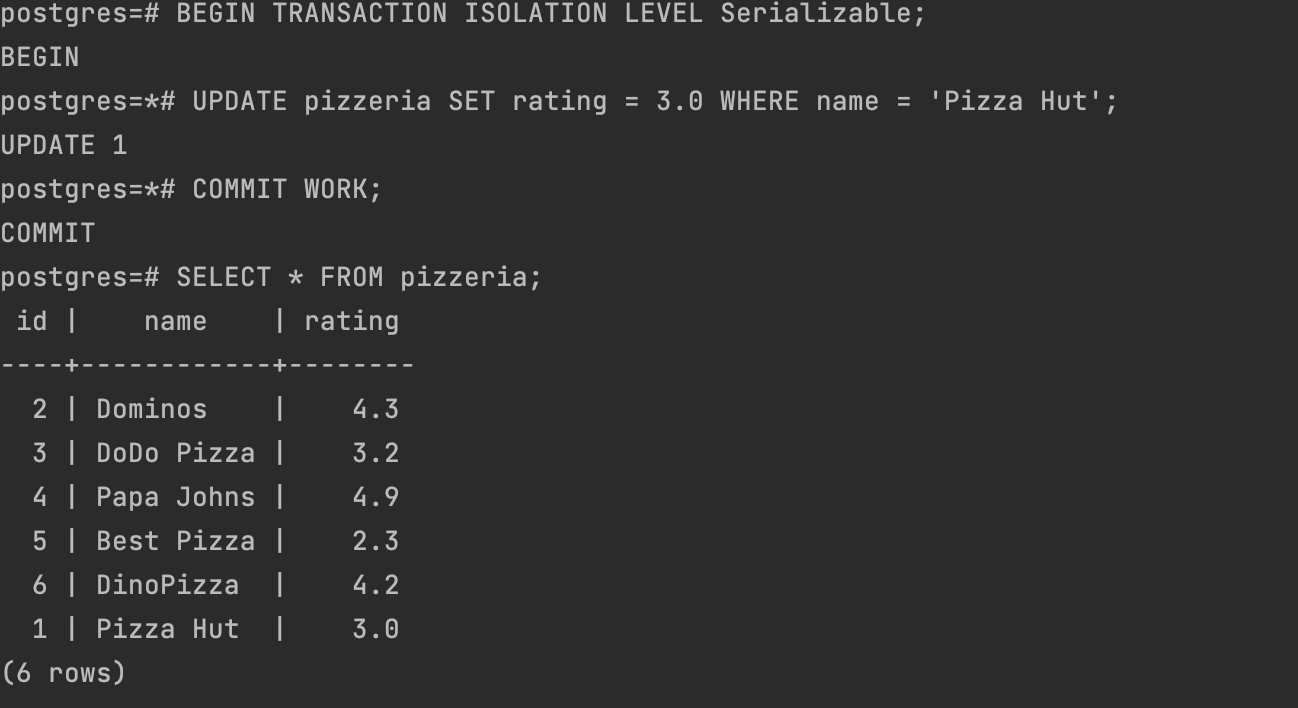 postgres=# BEGIN TRANSACTION ISOLATION LEVEL Serializable;
BEGIN
postgres=*# UPDATE pizzeria SET rating = 3.0 WHERE name = 'Pizza Hut';
UPDATE 1
postgres=*# COMMIT WORK;
COMMIT
postgres=# SELECT * FROM pizzeria;
 id |    name    | rating
----+------------+--------
  2 | Dominos    |    4.3
  3 | DoDo Pizza |    3.2
  4 | Papa Johns |    4.9
  5 | Best Pizza |    2.3
  6 | DinoPizza  |    4.2
  1 | Pizza Hut  |    3.0
(6 rows)